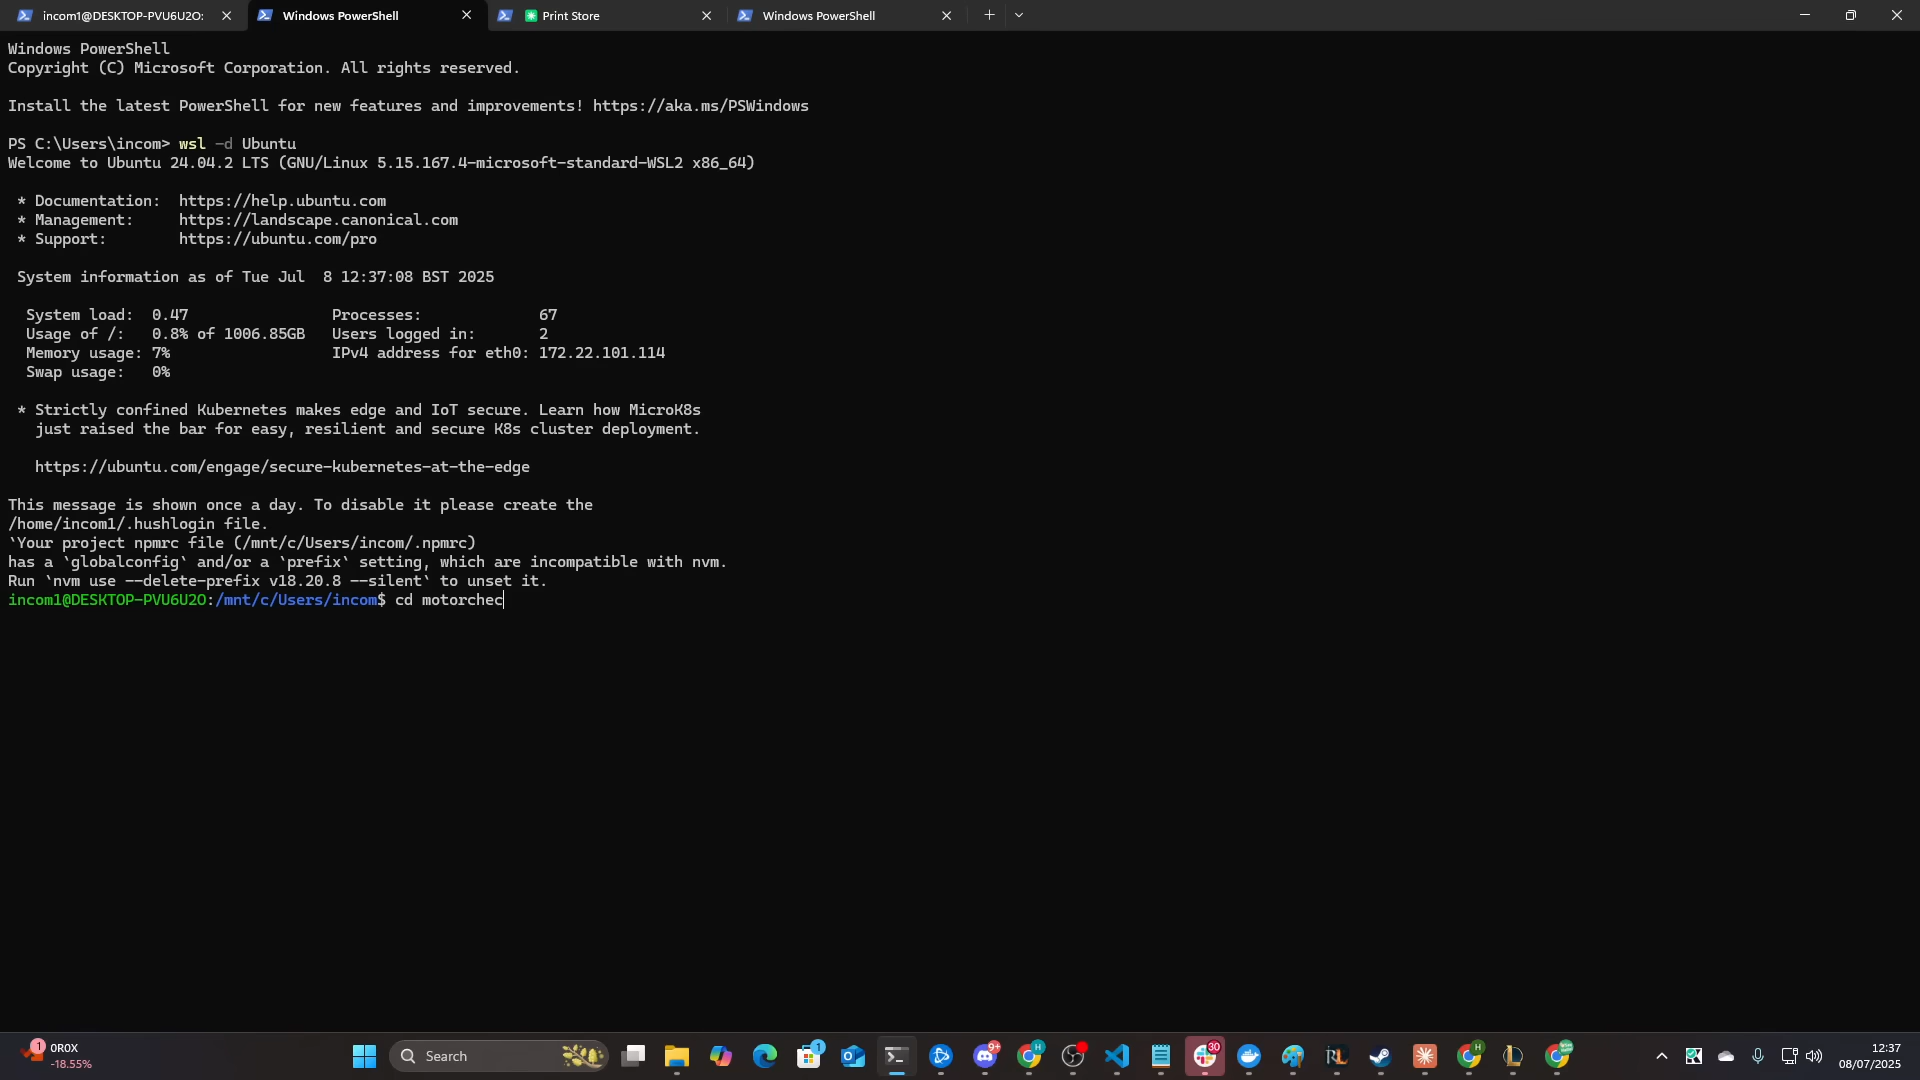 incom1@DESKTOP-PVU6U2O:
Windows PowerShell
Print Store
Windows PowerShell
Windows PowerShell
Copyright (C) Microsoft Corporation. All rights reserved.
Install the latest PowerShell for new features and improvements! https://aka.ms/PSWindows
PS C:\Users\incom> wsl -d Ubuntu
Welcome to Ubuntu 24.04.2 LTS (GNU/Linux 5.15.167.4-microsoft-standard-WSL2 x86_64)
* Documentation:  https://help.ubuntu.com
* Management:     https://landscape.canonical.com
* Support:        https://ubuntu.com/pro
System information as of Tue Jul  8 12:37:08 BST 2025
System load:  0.47                Processes:             67
Usage of /:   0.8% of 1006.85GB   Users logged in:       2
Memory usage: 7%                  IPv4 address for eth0: 172.22.101.114
Swap usage:   0%
* Strictly confined Kubernetes makes edge and IoT secure. Learn how MicroK8s
just raised the bar for easy, resilient and secure K8s cluster deployment.
https://ubuntu.com/engage/secure-kubernetes-at-the-edge
This message is shown once a day. To disable it please create the
/home/incom1/.hushlogin file.
`Your project npmrc file (/mnt/c/Users/incom/.npmrc)
has a `globalconfig` and/or a `prefix` setting, which are incompatible with nvm.
Run `nvm use --delete-prefix v18.20.8 --silent` to unset it.
incom1@DESKTOP-PVU6U2O:/mnt/c/Users/incom$ cd motorchec
1
0R0X
-18.55%
Search
1
9+
H
30
RL
H
12:37
08/07/2025